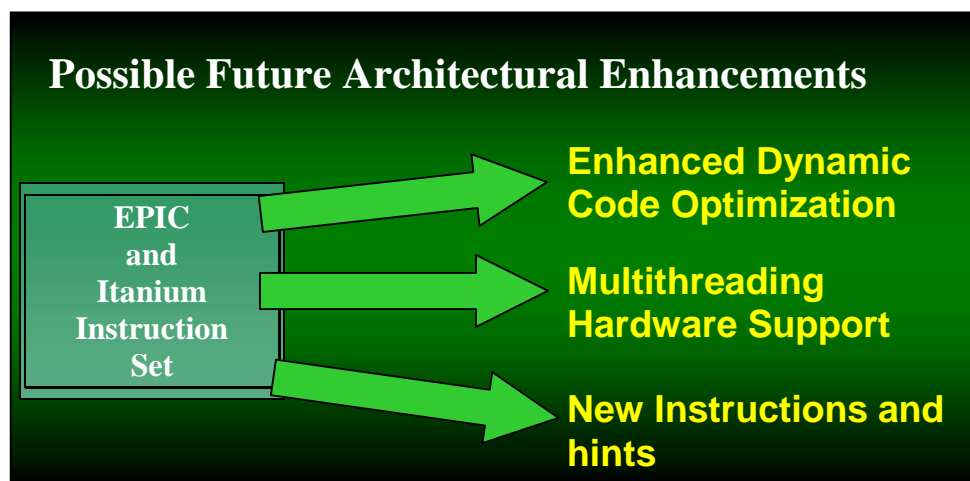 Possible Future Architectural Enhancements
EPIC
and
Itanium
Instruction
Set
Enhanced Dynamic
Code Optimization
Multithreading
Hardware Support
New Instructions and
hints